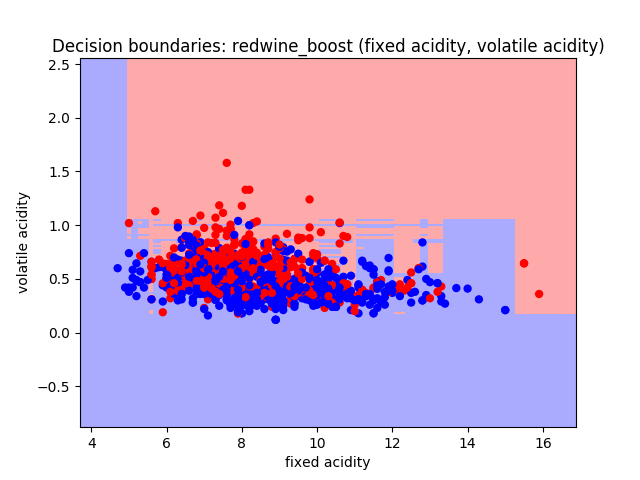 Decision boundaries: redwine_boost (fixed acidity, volatile acidity)
2.5
2.0
1.5
1.0
0.5
0.0
−0.5
volatile acidity
4 6 8 10 12 14 16
fixed acidity